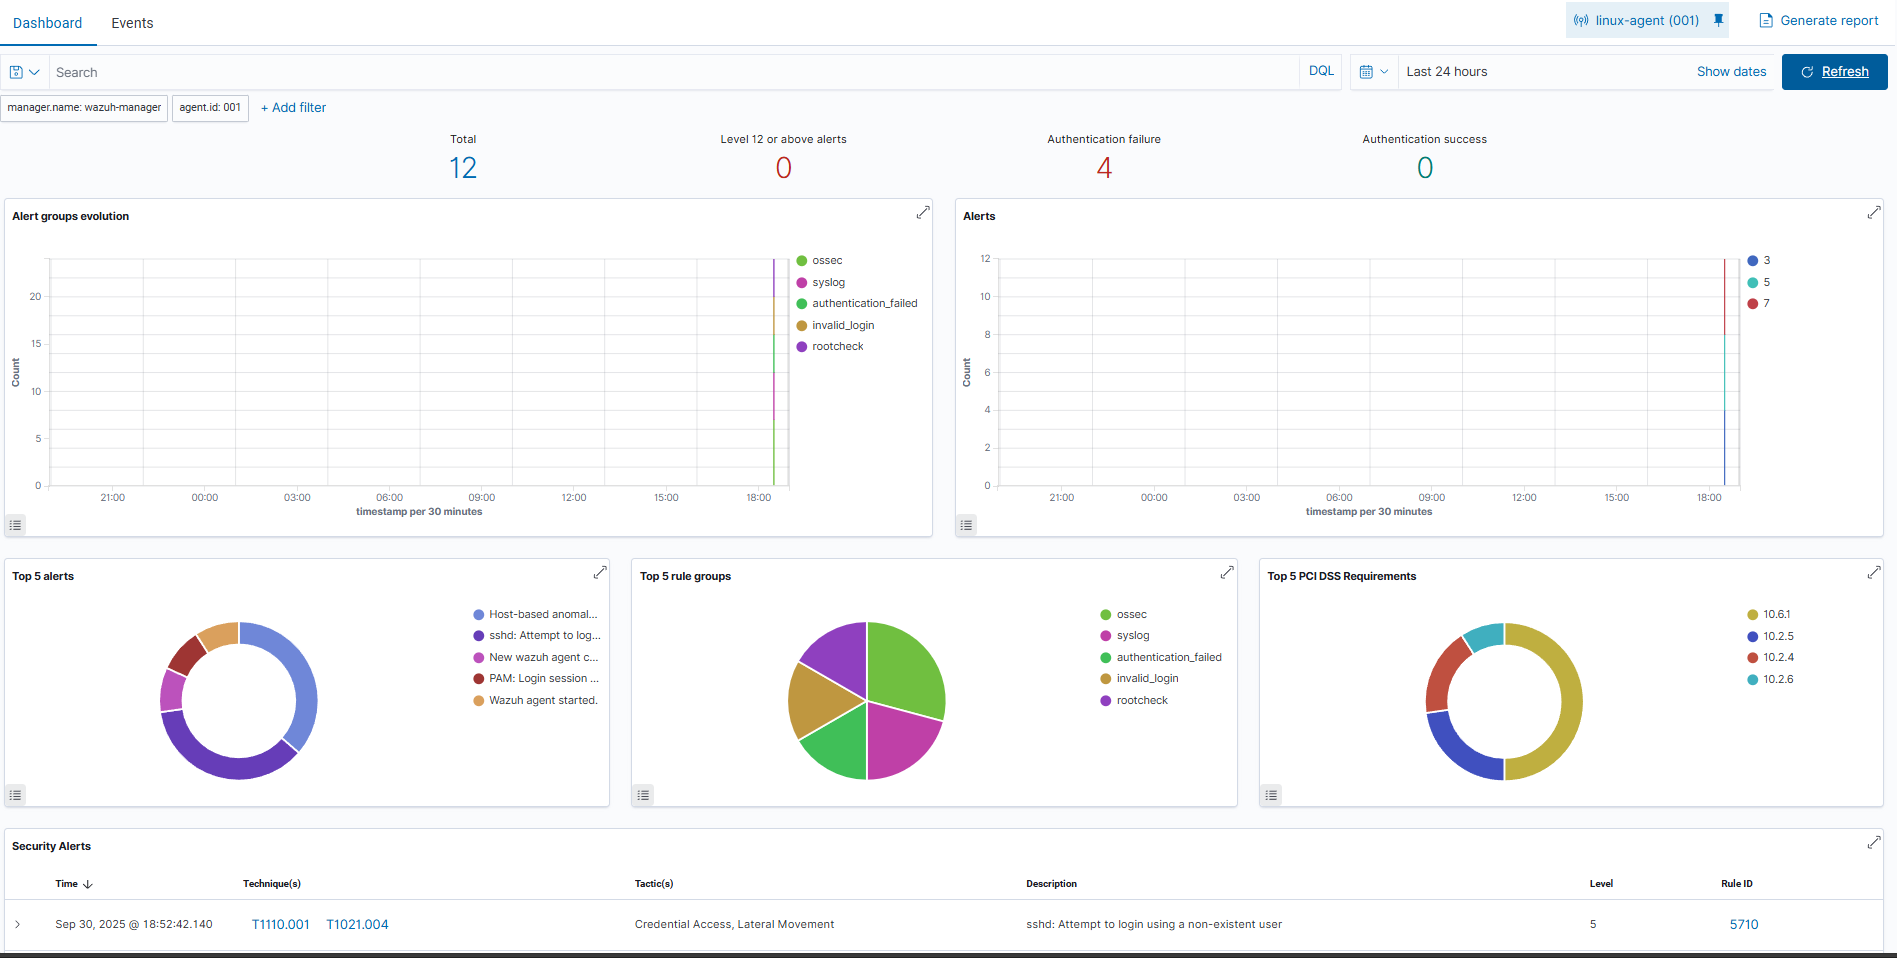 Dashboard Events linux-agent (001) Generate report
Search DQL Last 24 hours Show dates Refresh
manager.name: wazuh-manager agent.id: 001 + Add filter
Total Level 12 or above alerts Authentication failure Authentication success
12 0 4 0
Alert groups evolution
20
15
10
5
0
Count
21:00 00:00 03:00 06:00 09:00 12:00 15:00 18:00
timestamp per 30 minutes
ossec
syslog
authentication_failed
invalid_login
rootcheck
Alerts
12
10
8
6
4
2
0
Count
21:00 00:00 03:00 06:00 09:00 12:00 15:00 18:00
timestamp per 30 minutes
3
5
7
Top 5 alerts
Host-based anomal...
sshd: Attempt to log...
New wazuh agent c...
PAM: Login session ...
Wazuh agent started.
Top 5 rule groups
ossec
syslog
authentication_failed
invalid_login
rootcheck
Top 5 PCI DSS Requirements
10.6.1
10.2.5
10.2.4
10.2.6
Security Alerts
Time Technique(s) Tactic(s) Description Level Rule ID
Sep 30, 2025 @ 18:52:42.140 T1110.001 T1021.004 Credential Access, Lateral Movement sshd: Attempt to login using a non-existent user 5 5710